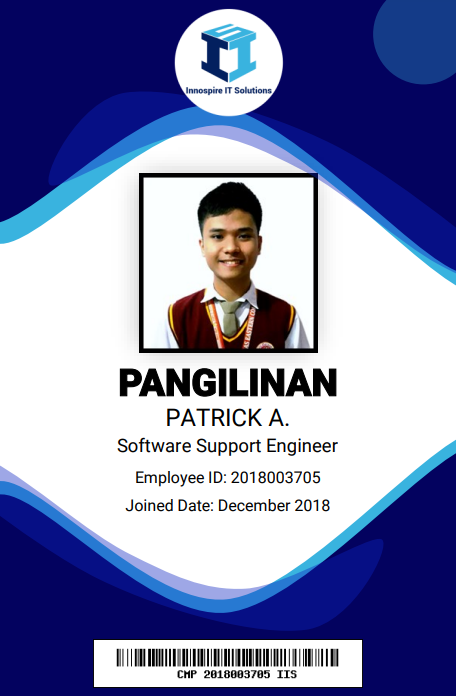 Innospire IT Solutions
PANGILINAN
PATRICK A.
Software Support Engineer
Employee ID: 2018003705
Joined Date: December 2018
CMP 2018003705 IIS